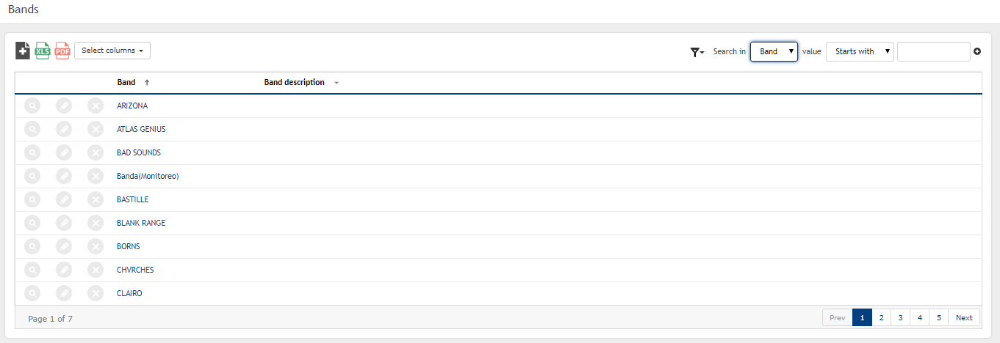 Bands
XLS PDF Select columns Search in Band value Starts with
Band Band description
ARIZONA
ATLAS GENIUS
BAD SOUNDS
Banda(Monitoreo)
BASTILLE
BLANK RANGE
BORNS
CHVRCHES
CLAIRO
Page 1 of 7 Prev 1 2 3 4 5 Next